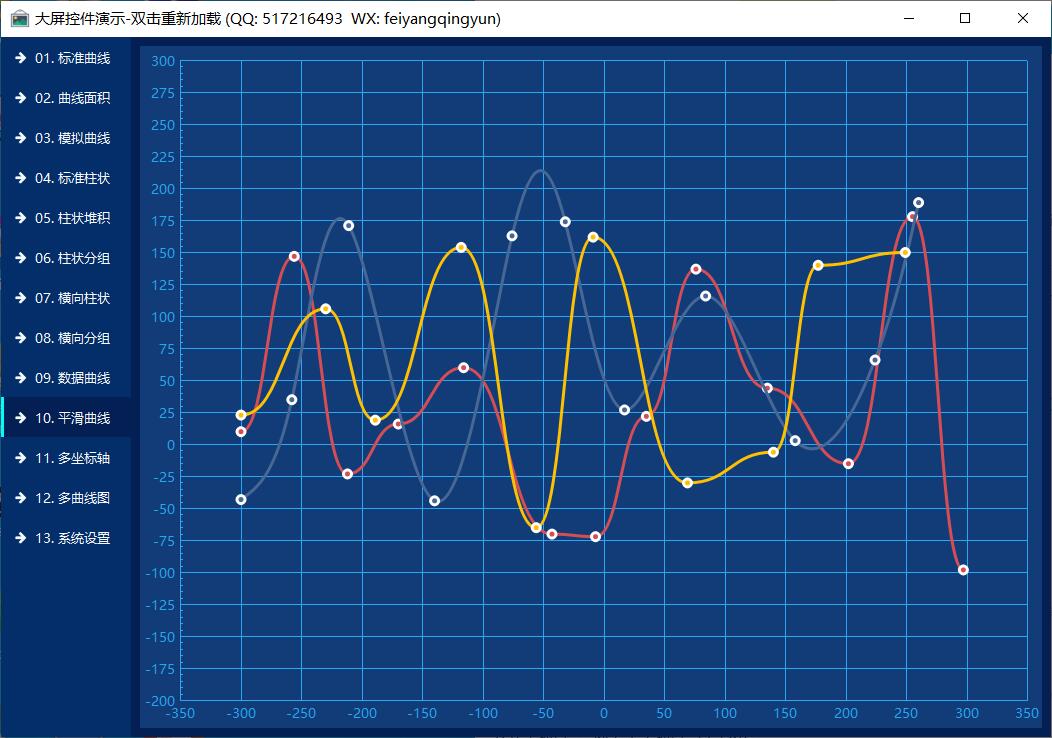 大屏控件演示-双击重新加载 (QQ: 517216493  WX: feiyangqingyun)
01. 标准曲线
02. 曲线面积
03. 模拟曲线
04. 标准柱状
05. 柱状堆积
06. 柱状分组
07. 横向柱状
08. 横向分组
09. 数据曲线
10. 平滑曲线
11. 多坐标轴
12. 多曲线图
13. 系统设置
300
275
250
225
200
175
150
125
100
75
50
25
0
-25
-50
-75
-100
-125
-150
-175
-200
-350 -300 -250 -200 -150 -100 -50 0 50 100 150 200 250 300 350